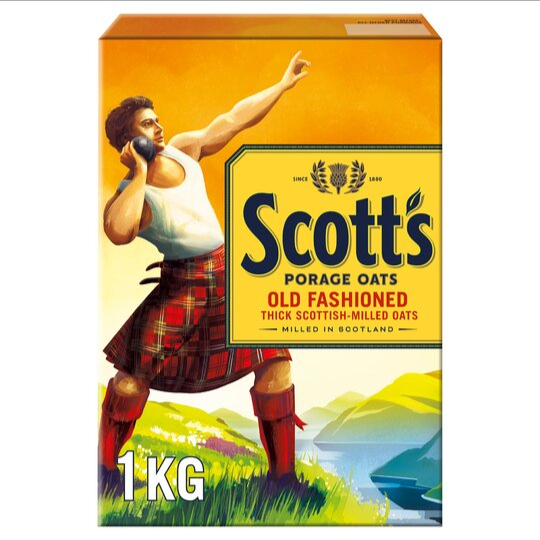 SINCE 1880
Scott's
PORAGE OATS
OLD FASHIONED
THICK SCOTTISH-MILLED OATS
MILLED IN SCOTLAND
1KG